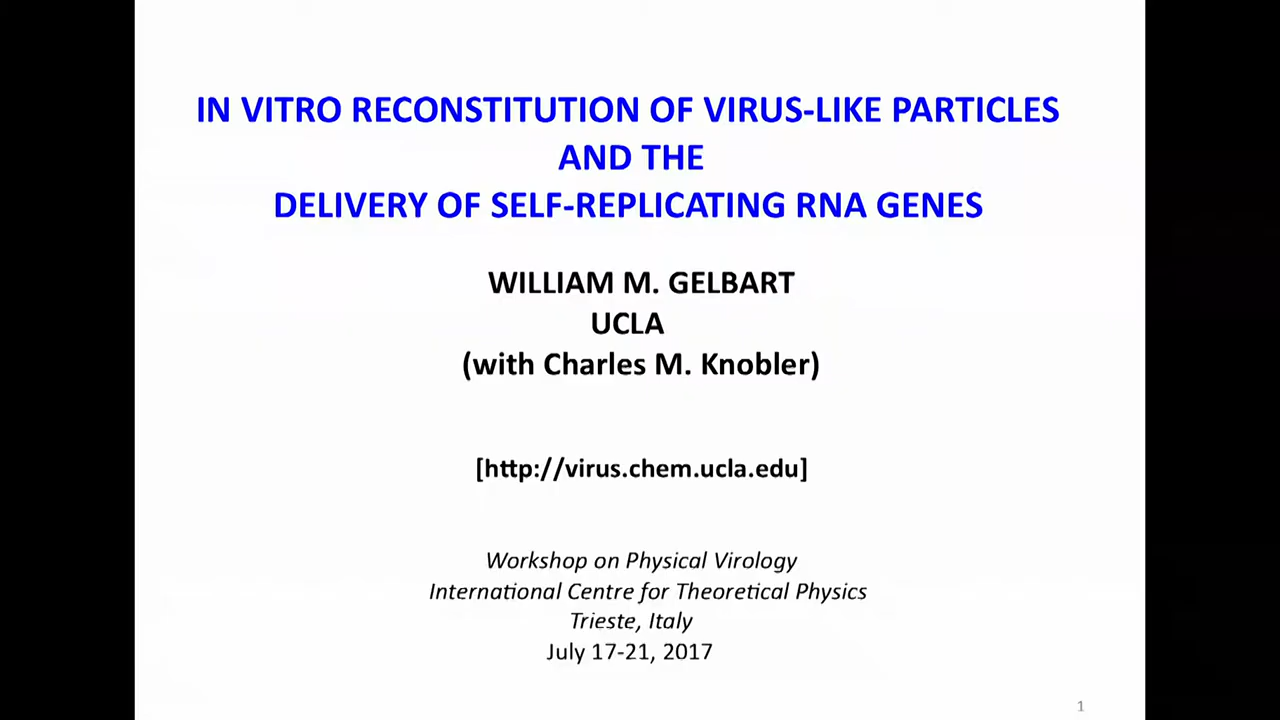 IN VITRO RECONSTITUTION OF VIRUS-LIKE PARTICLES
AND THE
DELIVERY OF SELF-REPLICATING RNA GENES
WILLIAM M. GELBART
UCLA
(with Charles M. Knobler)
[http://virus.chem.ucla.edu]
Workshop on Physical Virology
International Centre for Theoretical Physics
Trieste, Italy
July 17-21, 2017
1